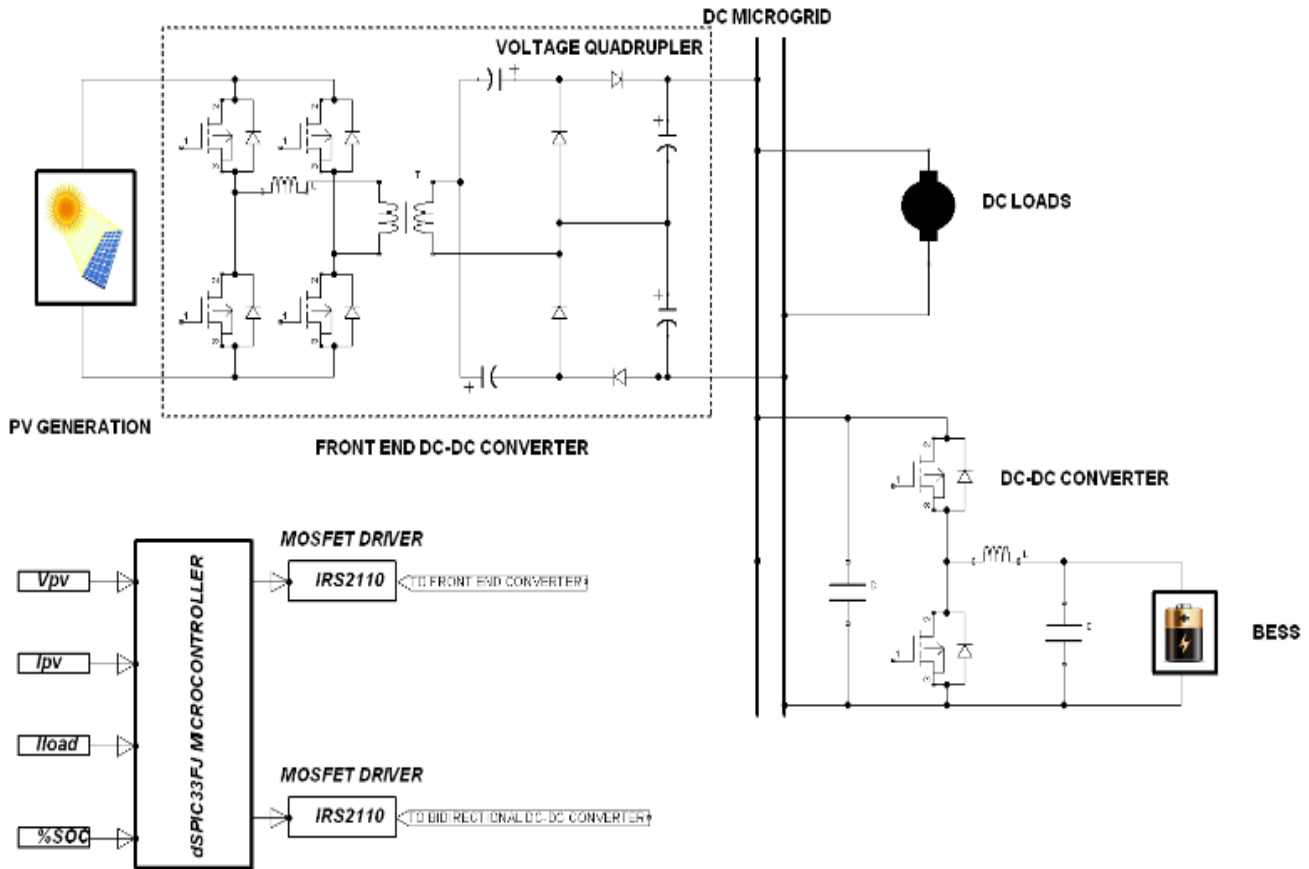 DC MICROGRID
VOLTAGE QUADRUPLER
T
L
DC LOADS
PV GENERATION
FRONT END DC-DC CONVERTER
DC-DC CONVERTER
BESS
MOSFET DRIVER
IRS2110
TO FRONT END CONVERTER
dSPIC33FJ MICROCONTROLLER
Vpv
Ipv
Iload
%SOC
MOSFET DRIVER
IRS2110
TO BIDIRECTIONAL DC-DC CONVERTER